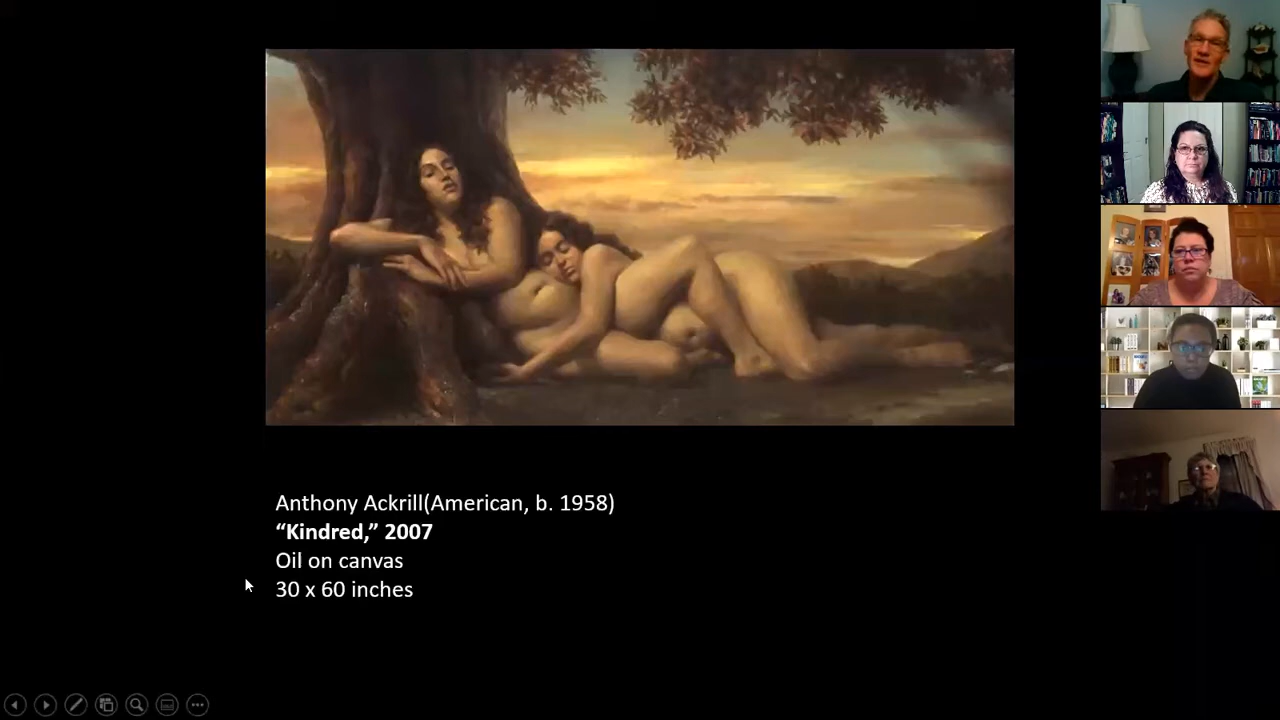 Anthony Ackrill(American, b. 1958)
“Kindred,” 2007
Oil on canvas
30 x 60 inches